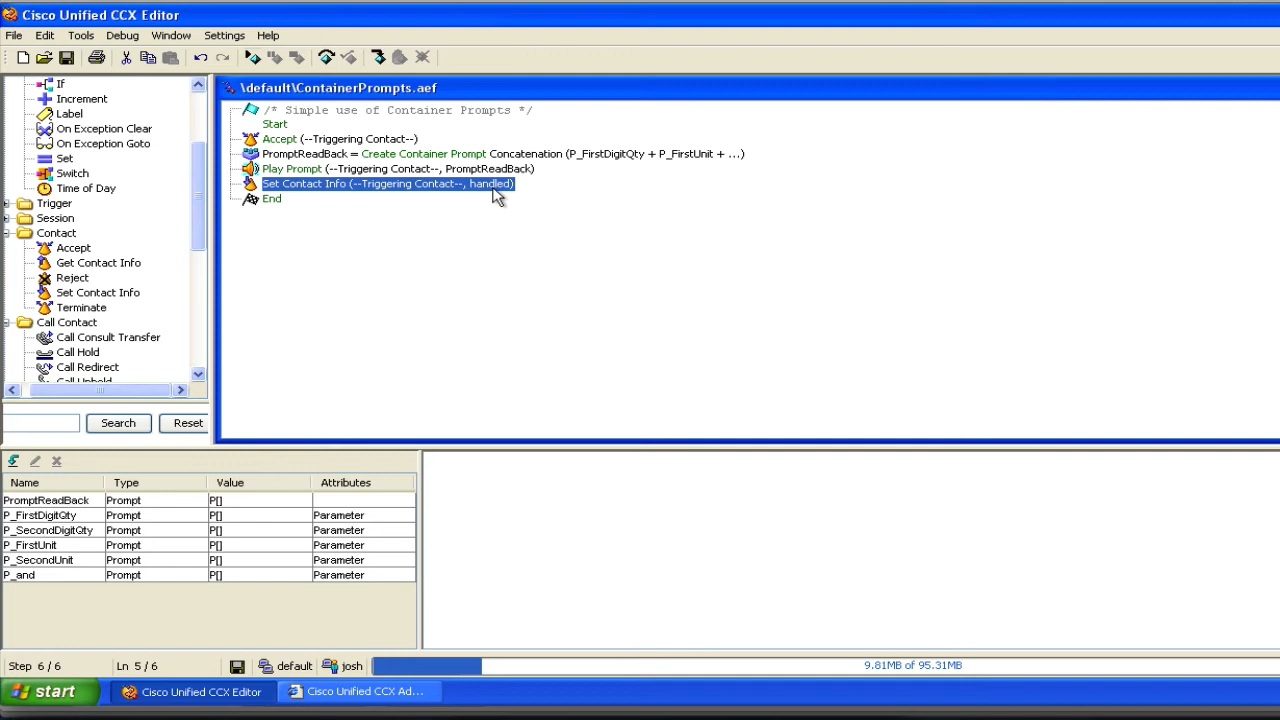 Cisco Unified CCX Editor
File Edit Tools Debug Window Settings Help
If
Increment
Label
On Exception Clear
On Exception Goto
Set
Switch
Time of Day
Trigger
Session
Contact
Accept
Get Contact Info
Reject
Set Contact Info
Terminate
Call Contact
Call Consult Transfer
Call Hold
Call Redirect
Call Unhold
Search Reset
\default\ContainerPrompts.aef
/* Simple use of Container Prompts */
Start
Accept (--Triggering Contact--)
PromptReadBack = Create Container Prompt Concatenation (P_FirstDigitQty + P_FirstUnit + ...)
Play Prompt (--Triggering Contact--, PromptReadBack)
Set Contact Info (--Triggering Contact--, handled)
End
Name Type Value Attributes
PromptReadBack Prompt P[]
P_FirstDigitQty Prompt P[] Parameter
P_SecondDigitQty Prompt P[] Parameter
P_FirstUnit Prompt P[] Parameter
P_SecondUnit Prompt P[] Parameter
P_and Prompt P[] Parameter
Step 6/6 Ln 5/6 default josh 9.81MB of 95.31MB
start Cisco Unified CCX Editor Cisco Unified CCX Ad...